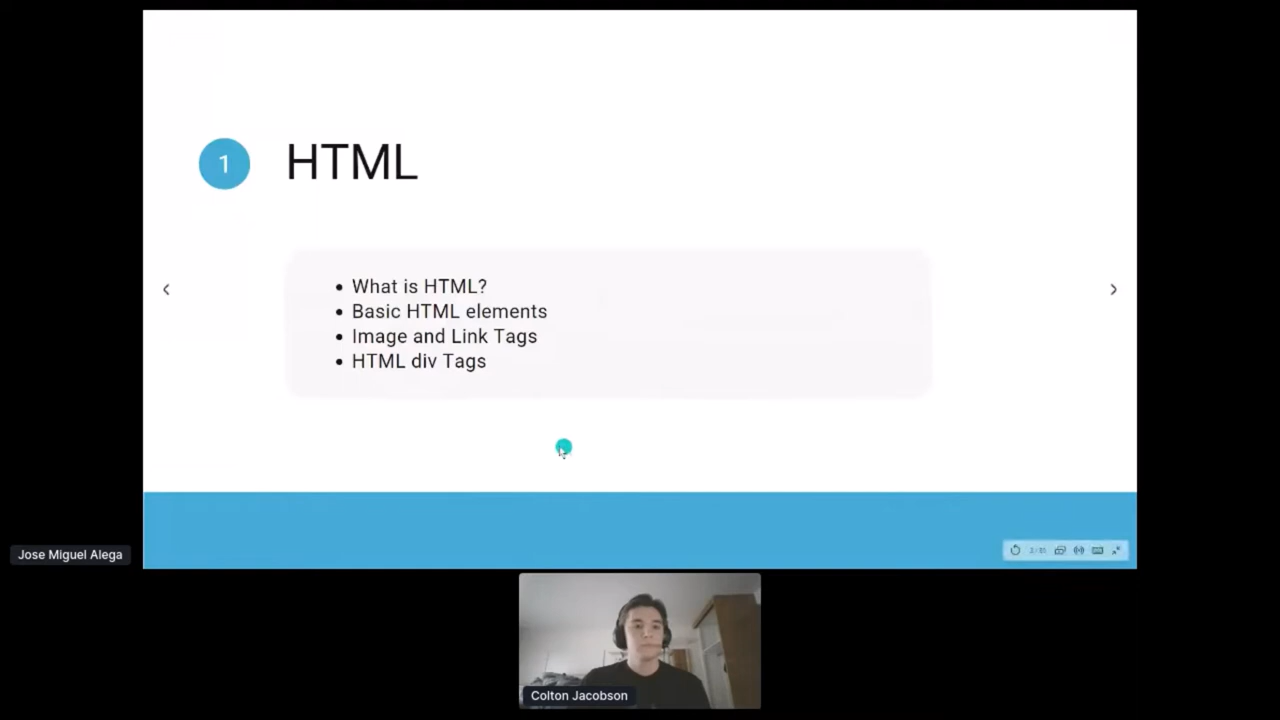 1
HTML
What is HTML?
Basic HTML elements
Image and Link Tags
HTML div Tags
Jose Miguel Alega
Colton Jacobson